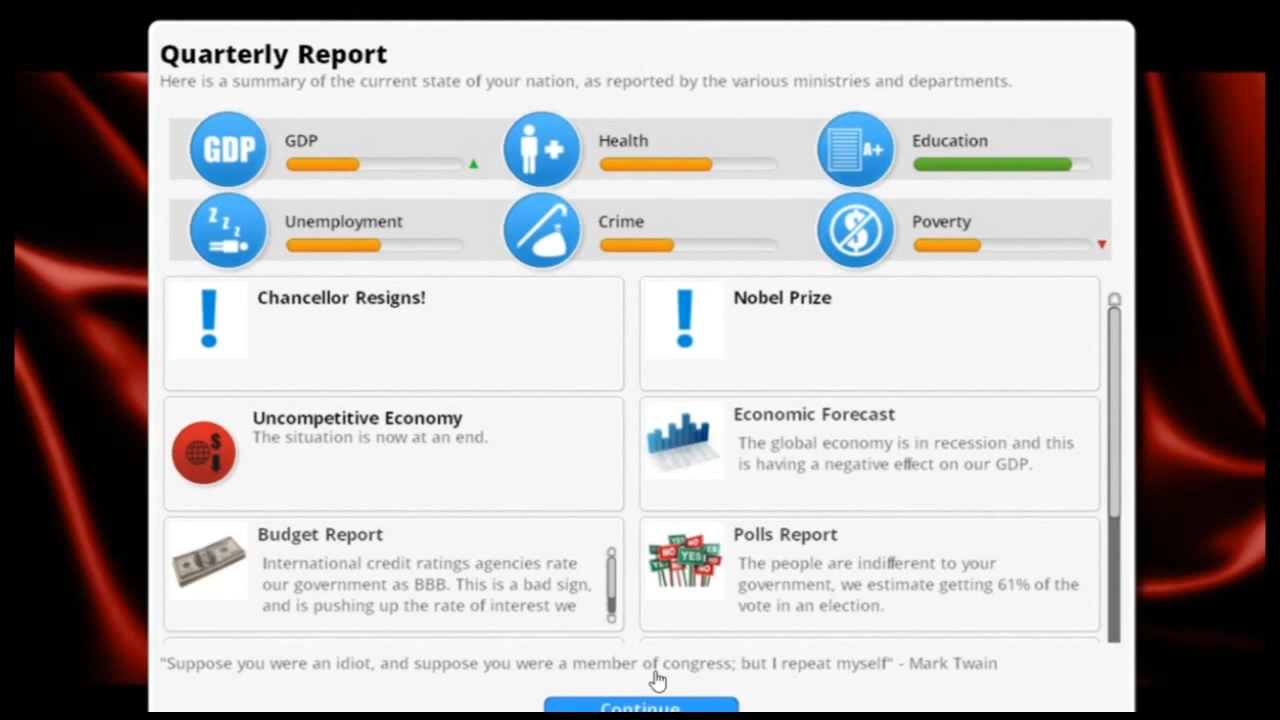 Quarterly Report
Here is a summary of the current state of your nation, as reported by the various ministries and departments.
GDP
GDP
Health
A+
Education
Z Z Z
Unemployment
Crime
$
Poverty
Chancellor Resigns!
Nobel Prize
Uncompetitive Economy
The situation is now at an end.
Economic Forecast
The global economy is in recession and this
is having a negative effect on our GDP.
Budget Report
International credit ratings agencies rate
our government as BBB. This is a bad sign,
and is pushing up the rate of interest we
Polls Report
NO YES
The people are indifferent to your
government, we estimate getting 61% of the
vote in an election.
"Suppose you were an idiot, and suppose you were a member of congress; but I repeat myself" - Mark Twain
Continue